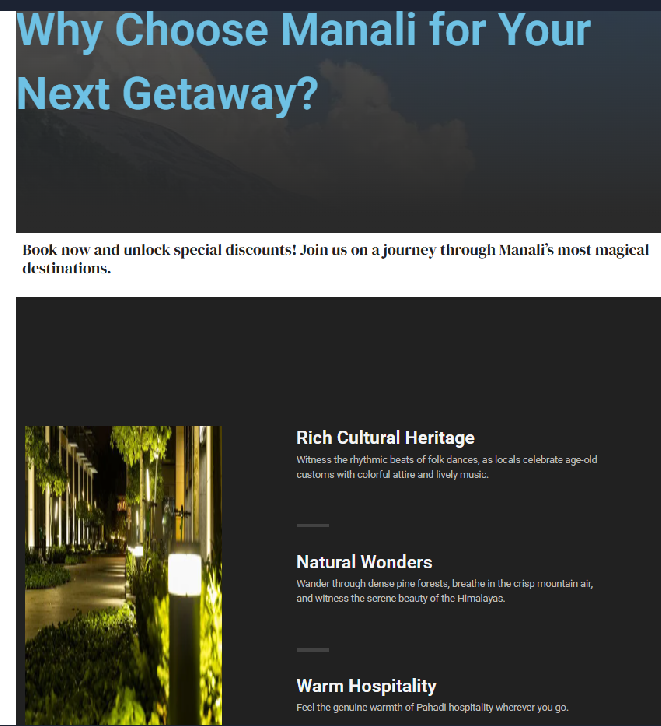 Why Choose Manali for Your
Next Getaway?
Book now and unlock special discounts! Join us on a journey through Manali’s most magical
destinations.
Rich Cultural Heritage
Witness the rhythmic beats of folk dances, as locals celebrate age-old
customs with colorful attire and lively music.
Natural Wonders
Wander through dense pine forests, breathe in the crisp mountain air,
and witness the serene beauty of the Himalayas.
Warm Hospitality
Feel the genuine warmth of Pahadi hospitality wherever you go.